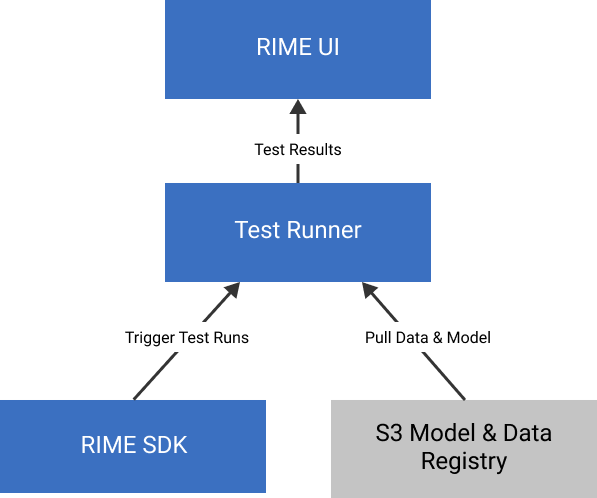 RIME UI
Test Results
Test Runner
Trigger Test Runs
Pull Data & Model
RIME SDK
S3 Model & Data
Registry